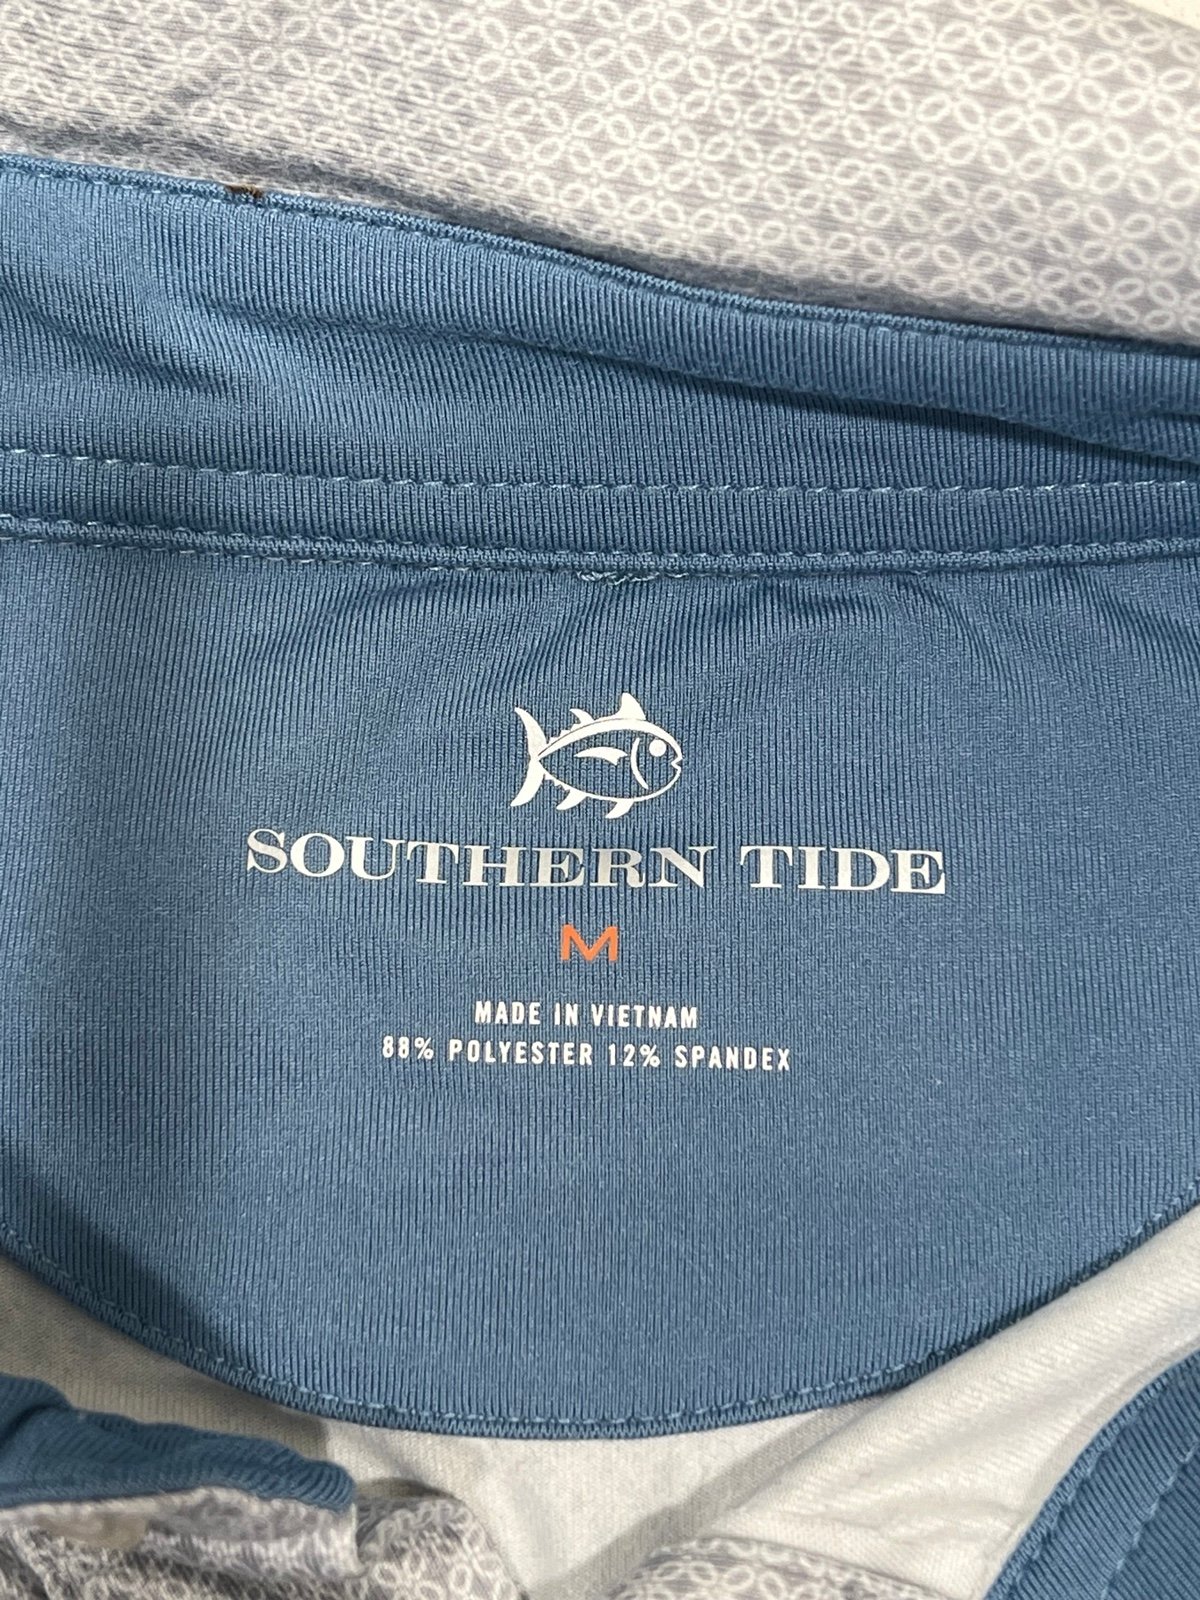 SOUTHERN TIDE
M
MADE IN VIETNAM
88% POLYESTER 12% SPANDEX